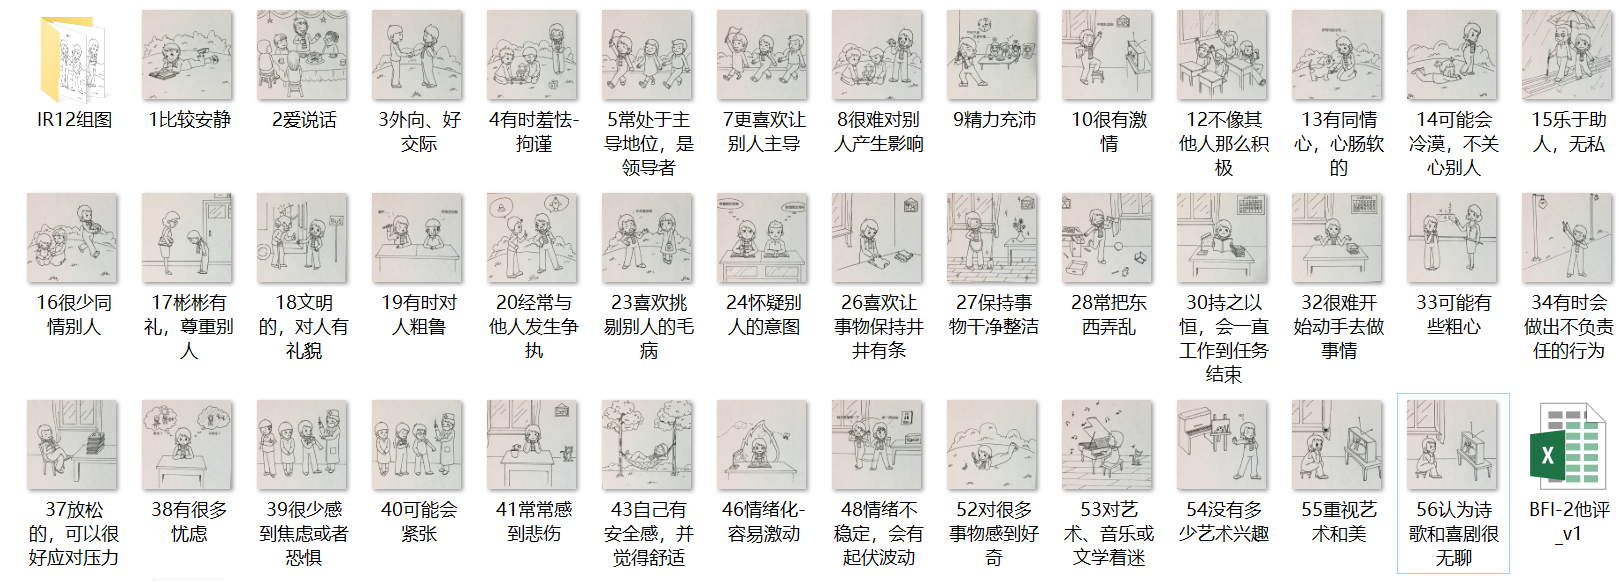 IR12组图
1比较安静
2爱说话
3外向、好
交际
4有时羞怯-
拘谨
5常处于主
导地位，是
领导者
7更喜欢让
别人主导
8很难对别
人产生影响
9精力充沛
10很有激
情
12不像其
他人那么积
极
13有同情
心，心肠软
的
14可能会
冷漠，不关
心别人
15乐于助
人，无私
16很少同
情别人
17彬彬有
礼，尊重别
人
18文明
的，对人有
礼貌
19有时对
人粗鲁
20经常与
他人发生争
执
23喜欢挑
剔别人的毛
病
24怀疑别
人的意图
26喜欢让
事物保持井
井有条
27保持事
物干净整洁
28常把东
西弄乱
30持之以
恒，会一直
工作到任务
结束
32很难开
始动手去做
事情
33可能有
些粗心
34有时会
做出不负责
任的行为
37放松
的，可以很
好应对压力
38有很多
忧虑
39很少感
到焦虑或者
恐惧
40可能会
紧张
41常常感
到悲伤
43自己有
安全感，并
觉得舒适
46情绪化-
容易激动
48情绪不
稳定，会有
起伏波动
52对很多
事物感到好
奇
53对艺
术、音乐或
文学着迷
54没有多
少艺术兴趣
55重视艺
术和美
56认为诗
歌和喜剧很
无聊
X
BFI-2他评
_v1